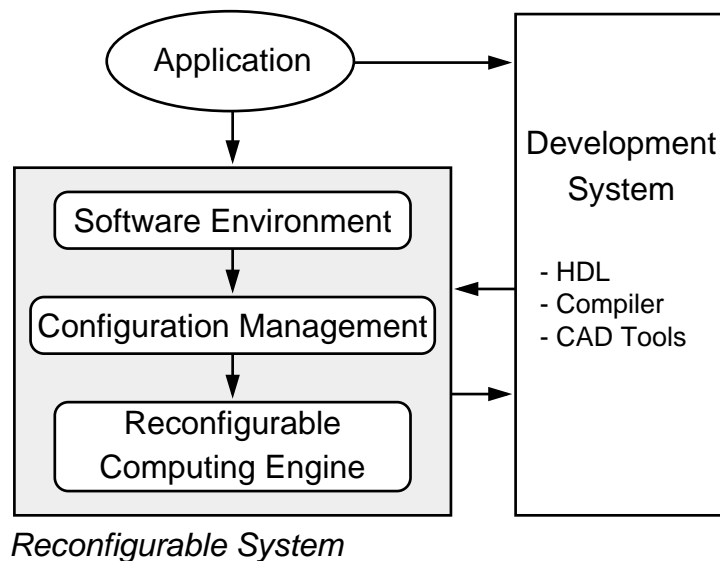 Application
Development
System
- HDL
- Compiler
- CAD Tools
Software Environment
Configuration Management
Reconfigurable
Computing Engine
Reconfigurable System